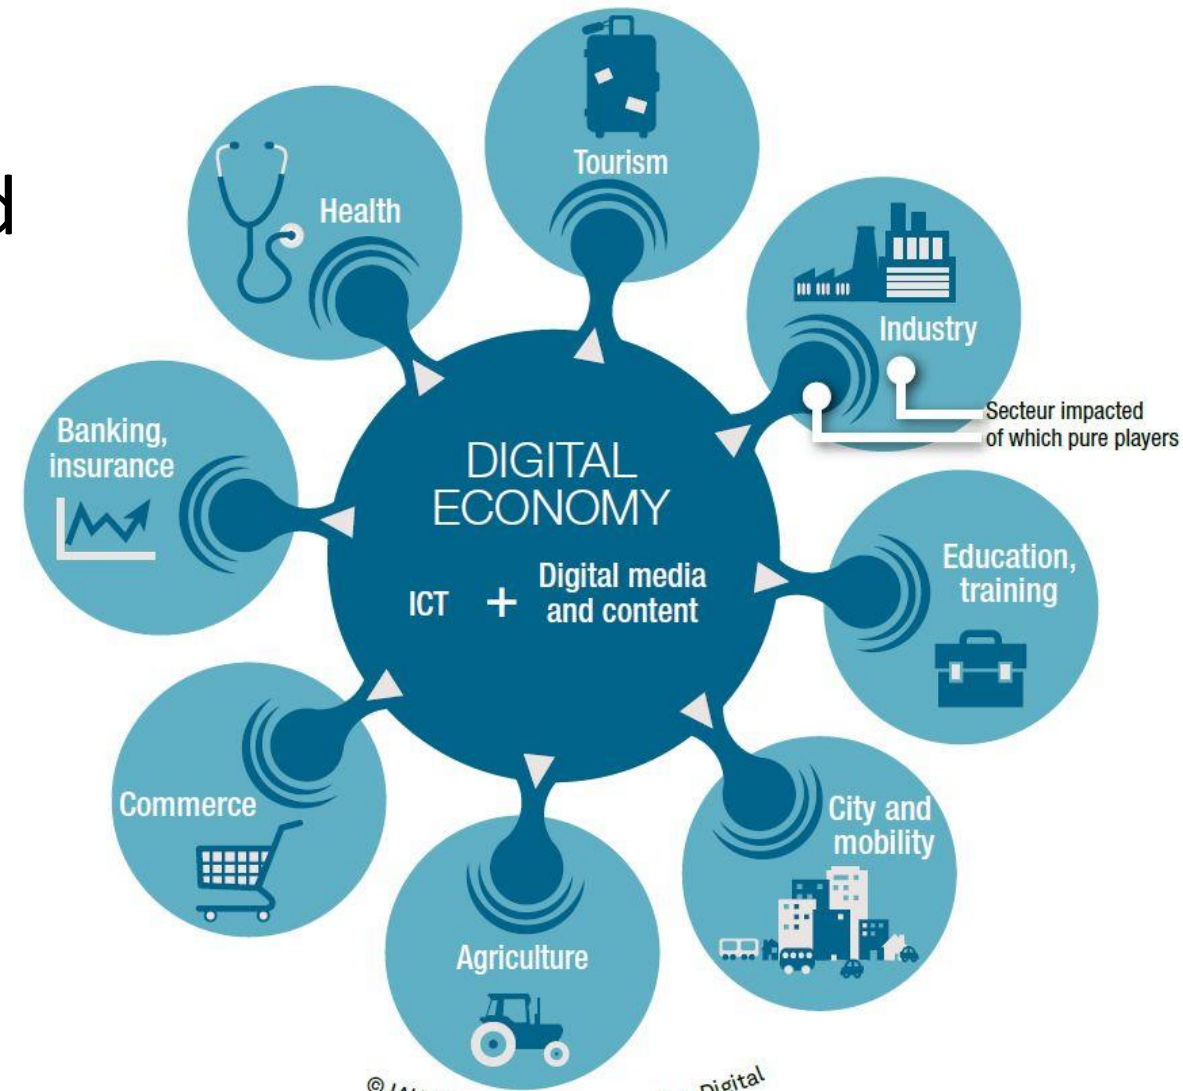 Tourism
Health
Industry
Secteur impacted
of which pure players
Banking,
insurance
DIGITAL
ECONOMY
ICT + Digital media
and content
Education,
training
Commerce
City and
mobility
Agriculture
Digital